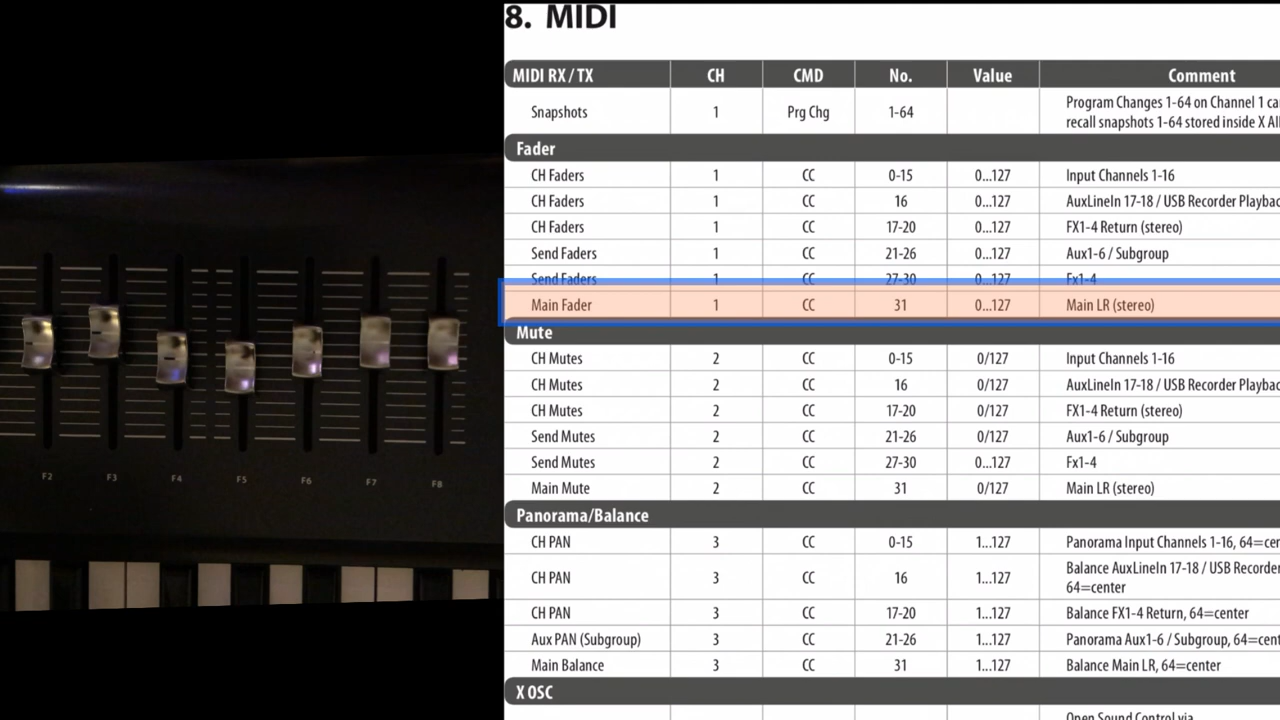 8. MIDI
MIDI RX / TX CH CMD No. Value Comment
Snapshots 1 Prg Chg 1-64 Program Changes 1-64 on Channel 1 ca
recall snapshots 1-64 stored inside X AI
Fader
CH Faders 1 CC 0-15 0...127 Input Channels 1-16
CH Faders 1 CC 16 0...127 AuxLineIn 17-18 / USB Recorder Playba
CH Faders 1 CC 17-20 0...127 FX1-4 Return (stereo)
Send Faders 1 CC 21-26 0...127 Aux1-6 / Subgroup
Send Faders 1 CC 27-30 0...127 Fx1-4
Main Fader 1 CC 31 0...127 Main LR (stereo)
Mute
CH Mutes 2 CC 0-15 0/127 Input Channels 1-16
CH Mutes 2 CC 16 0/127 AuxLineIn 17-18 / USB Recorder Playback
CH Mutes 2 CC 17-20 0/127 FX1-4 Return (stereo)
Send Mutes 2 CC 21-26 0/127 Aux1-6 / Subgroup
Send Mutes 2 CC 27-30 0...127 Fx1-4
Main Mute 2 CC 31 0/127 Main LR (stereo)
Panorama/Balance
CH PAN 3 CC 0-15 1...127 Panorama Input Channels 1-16, 64=cer
CH PAN 3 CC 16 1...127 Balance AuxLineIn 17-18 / USB Recorder
64=center
CH PAN 3 CC 17-20 1...127 Balance FX1-4 Return, 64=center
Aux PAN (Subgroup) 3 CC 21-26 1...127 Panorama Aux1-6 / Subgroup, 64=cent
Main Balance 3 CC 31 1...127 Balance Main LR, 64=center
X OSC
Open Sound Control via
F2 F3 F4 F5 F6 F7 F8